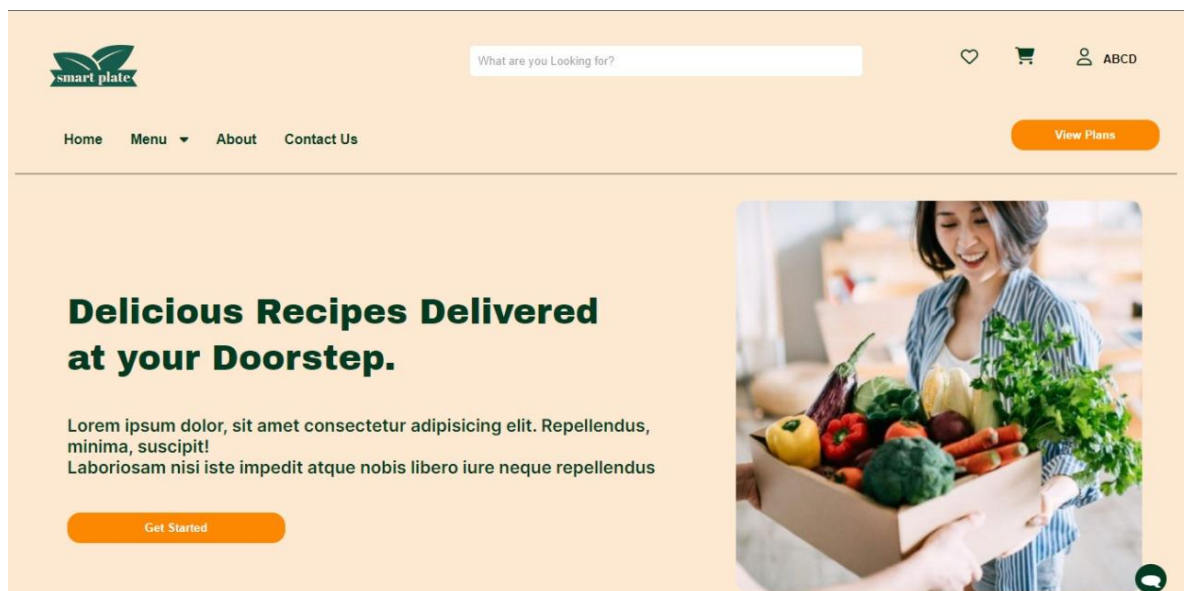 smart plate
What are you Looking for?
ABCD
Home Menu About Contact Us
View Plans
Delicious Recipes Delivered
at your Doorstep.
Lorem ipsum dolor, sit amet consectetur adipisicing elit. Repellendus,
minima, suscipit!
Laboriosam nisi iste impedit atque nobis libero iure neque repellendus
Get Started